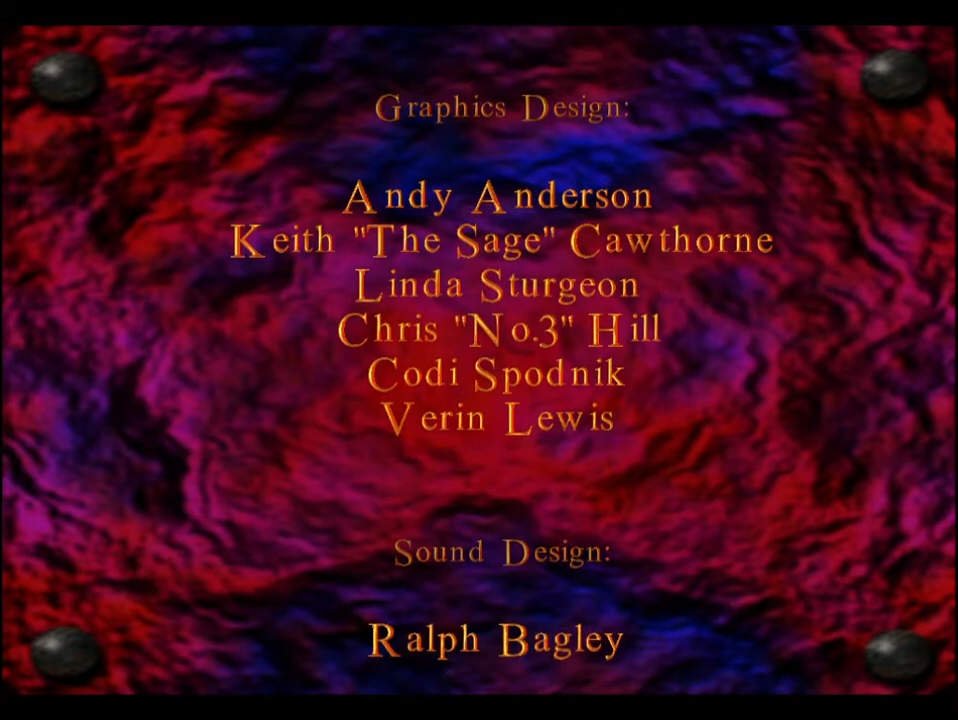 Graphics Design:
Andy Anderson
Keith "The Sage" Cawthorne
Linda Sturgeon
Chris "No.3" Hill
Codi Spodnik
Verin Lewis
Sound Design:
Ralph Bagley